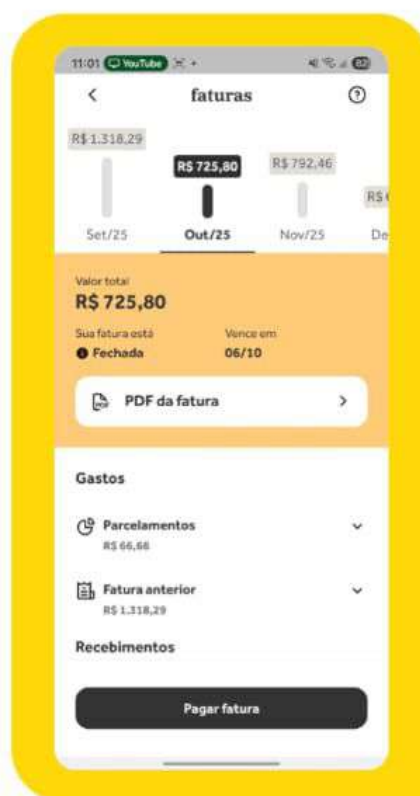 11:01 YouTube
82
faturas
R$ 1.318,29
R$ 725,80
R$ 792,46
R$
Set/25
Out/25
Nov/25
De
Valor total
R$ 725,80
Sua fatura está
Vence em
Fechada
06/10
PDF da fatura
Gastos
Parcelamentos
R$ 66,66
Fatura anterior
R$ 1.318,29
Recebimentos
Pagar fatura